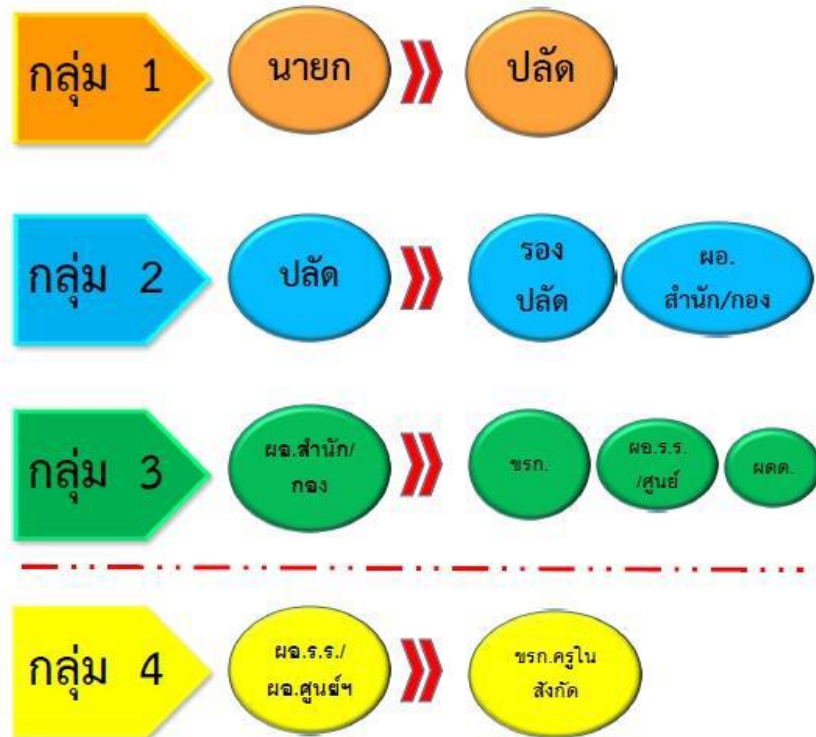 กลุ่ม 1
นายก
ปลัด
กลุ่ม 2
ปลัด
รอง
ปลัด
ผอ.
สำนัก/กอง
กลุ่ม 3
ผอ.สำนัก/
กอง
ขรก.
ผอ.ร.ร.
/ศูนย์
ผดด.
กลุ่ม 4
ผอ.ร.ร./
ผอ.ศูนย์ฯ
ขรก.ครูใน
สังกัด